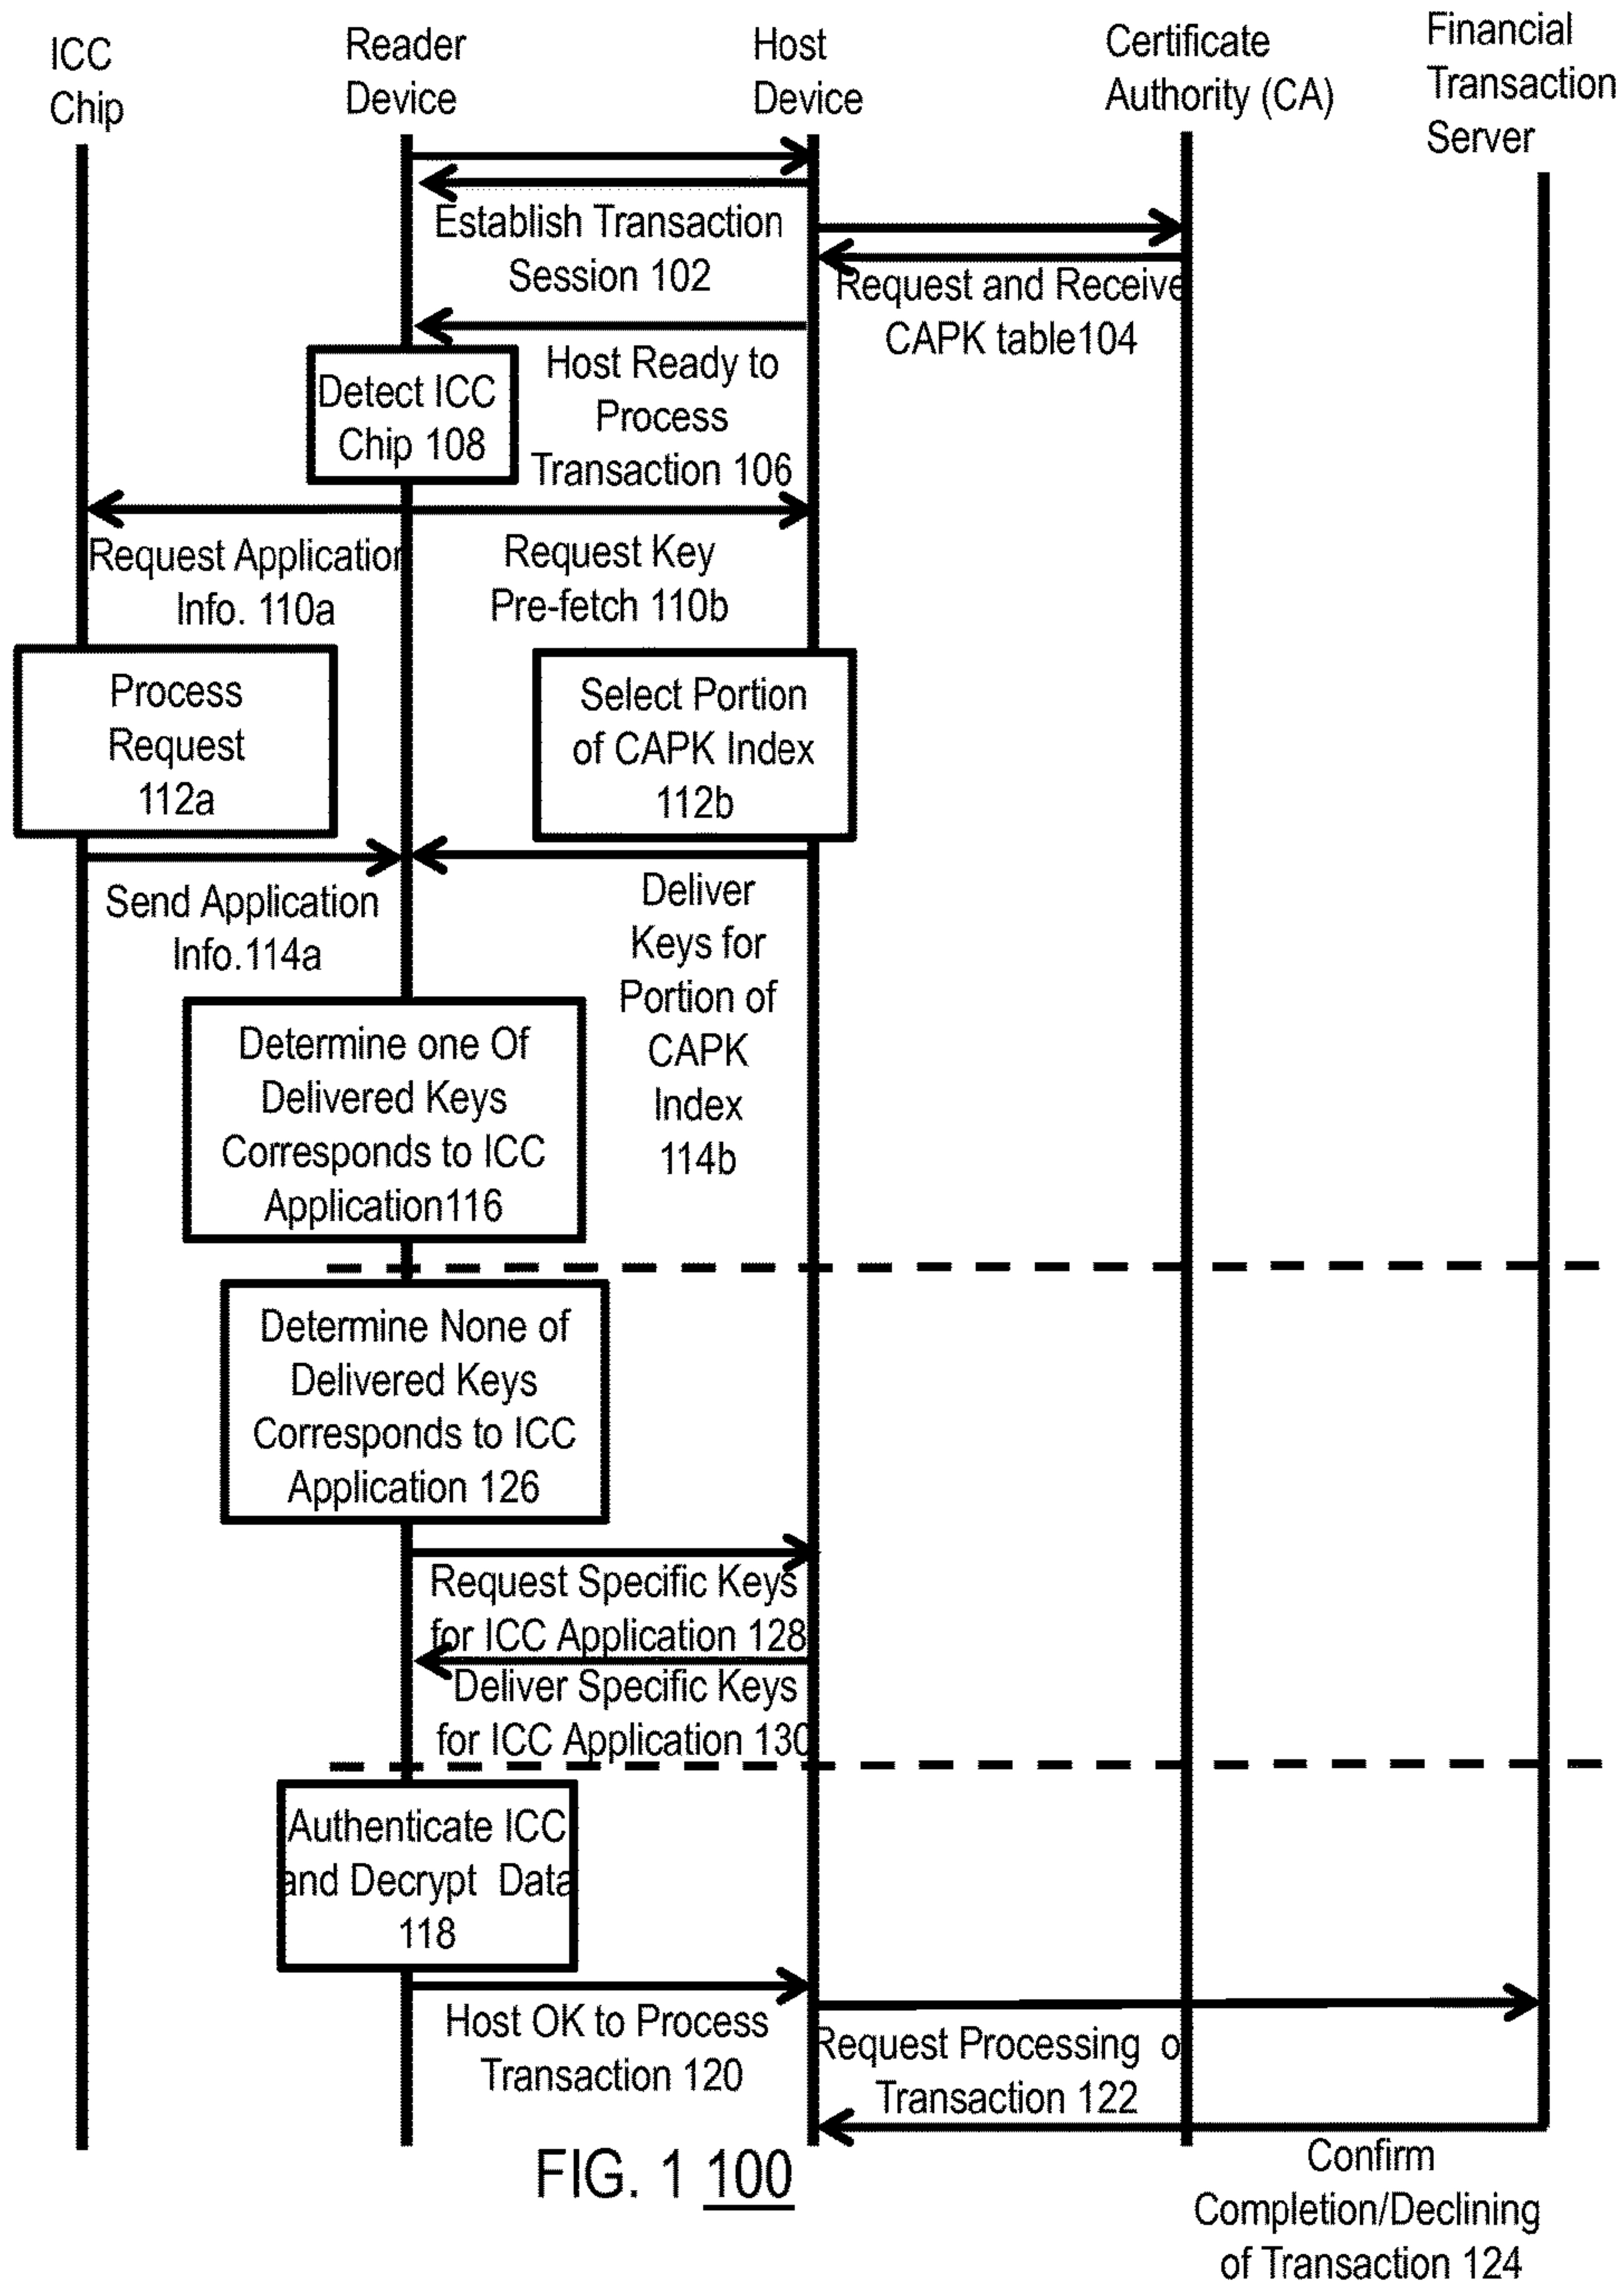 ICC
Chip
Reader
Device
Host
Device
Certificate
Authority (CA)
Financial
Transaction
Server
Establish Transaction
Session 102
Request and Receive
CAPK table104
Host Ready to
Process
Transaction 106
Detect ICC
Chip 108
Request Application
Info. 110a
Request Key
Pre-fetch 110b
Process
Request
112a
Select Portion
of CAPK Index
112b
Send Application
Info.114a
Deliver
Keys for
Portion of
CAPK
Index
114b
Determine one Of
Delivered Keys
Corresponds to ICC
Application116
Determine None of
Delivered Keys
Corresponds to ICC
Application 126
Request Specific Keys
for ICC Application 128
Deliver Specific Keys
for ICC Application 130
Authenticate ICC
and Decrypt Data
118
Host OK to Process
Transaction 120
Request Processing o
Transaction 122
Confirm
Completion/Declining
of Transaction 124
FIG. 1 100